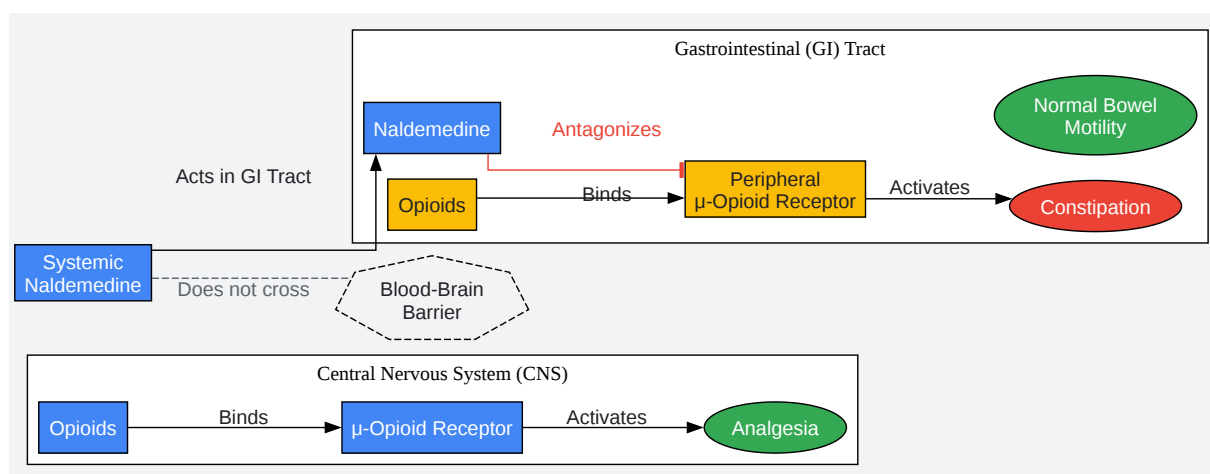 Gastrointestinal (GI) Tract
Normal Bowel
Motility
Naldemedine
Antagonizes
Acts in GI Tract
Opioids
Binds
Peripheral
μ-Opioid Receptor
Activates
Constipation
Systemic
Naldemedine
Does not cross
Blood-Brain
Barrier
Central Nervous System (CNS)
Opioids
Binds
μ-Opioid Receptor
Activates
Analgesia